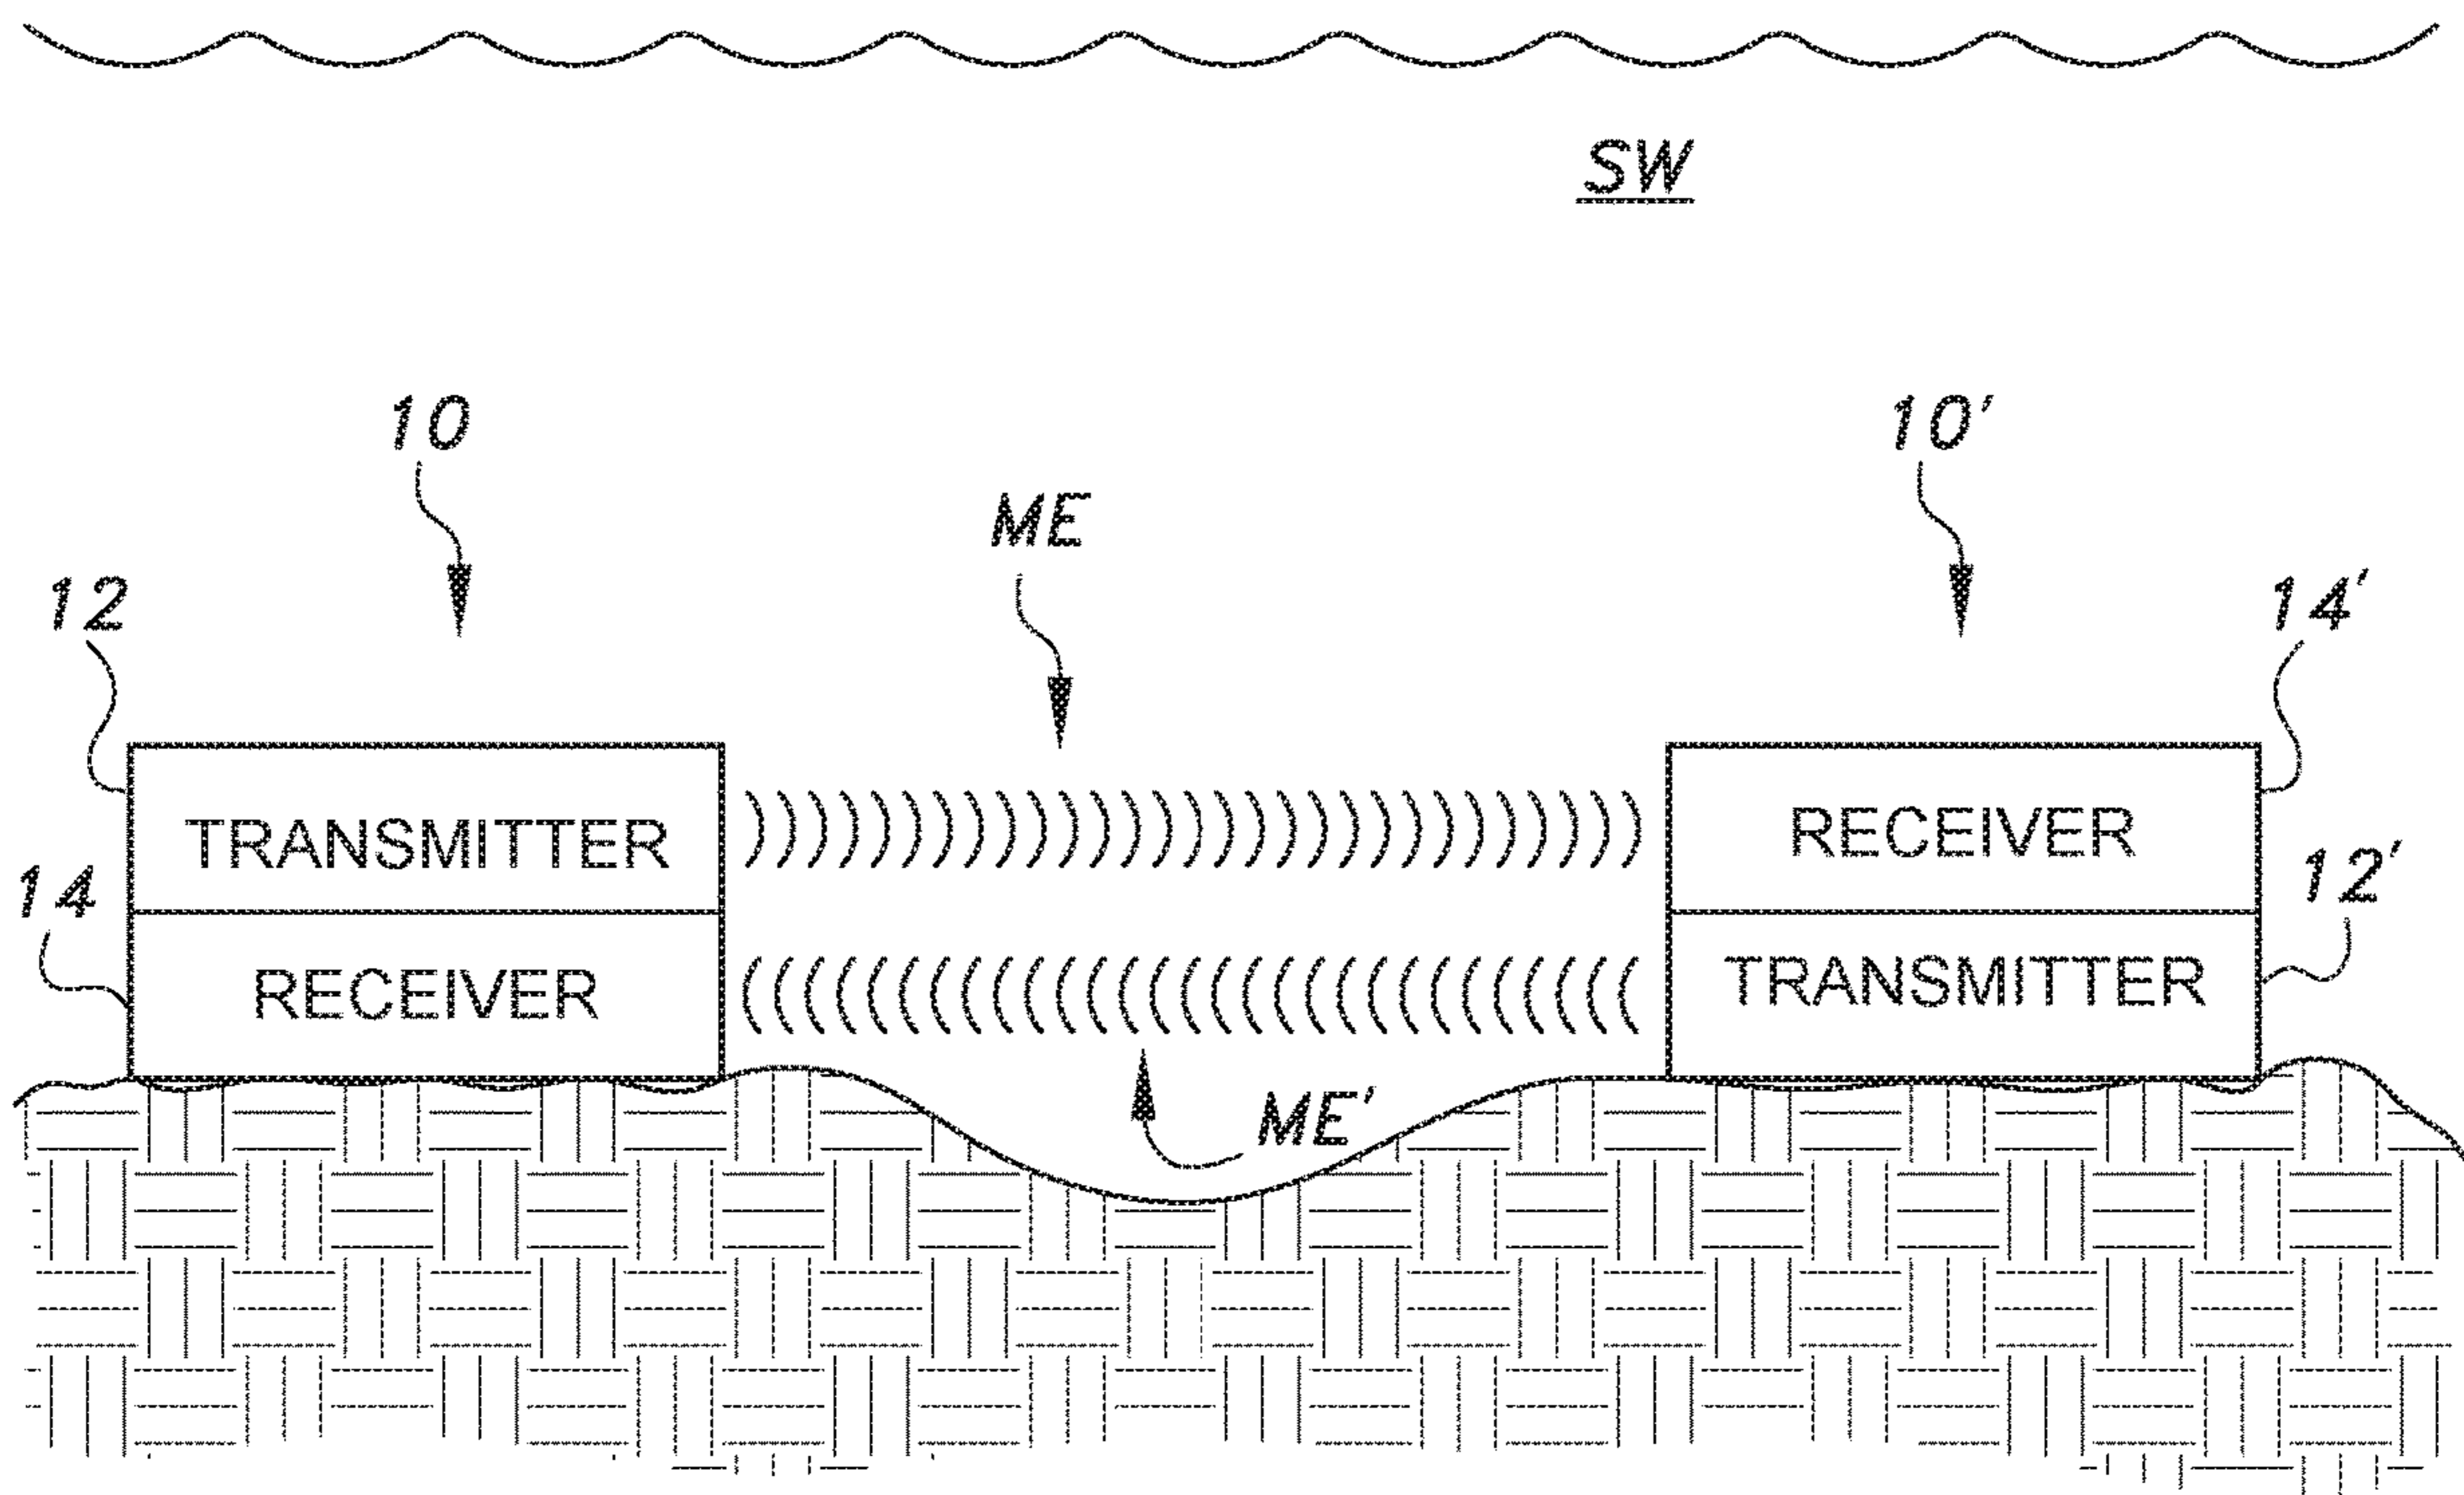 SW
10
10'
ME
12
14'
TRANSMITTER
RECEIVER
14
12'
RECEIVER
TRANSMITTER
ME'